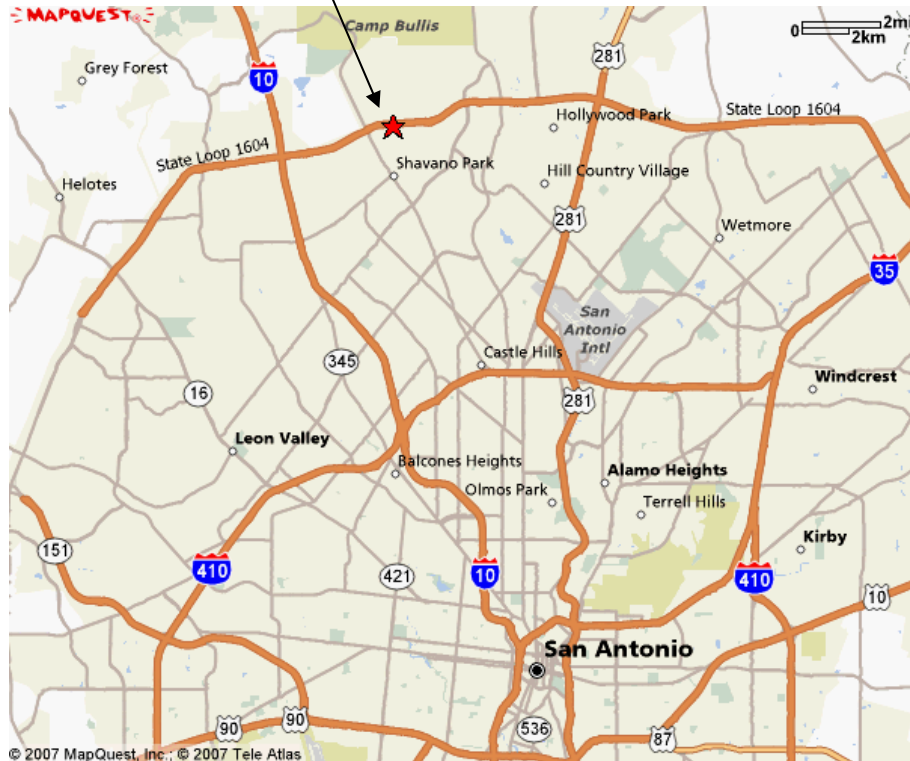 MAPQUEST
Camp Bullis
0 2mi
2km
281
Grey Forest
10
State Loop 1604
Hollywood Park
State Loop 1604
Shavano Park
Hill Country Village
Helotes
281
Wetmore
35
San
Antonio
Intl
345
Castle Hills
Windcrest
16
281
Leon Valley
Balcones Heights
Alamo Heights
Olmos Park
Terrell Hills
151
Kirby
410
421
10
410
10
San Antonio
90
90
536
87
© 2007 MapQuest, Inc.; © 2007 Tele Atlas